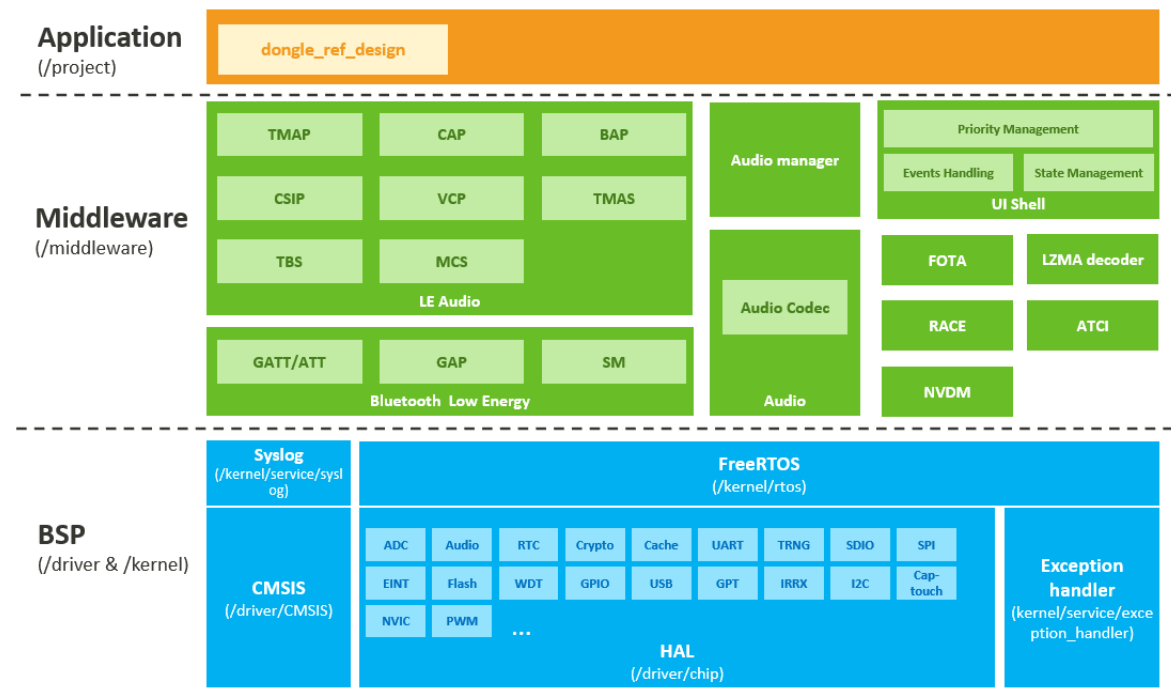 Application
(/project)
dongle_ref_design
Middleware
(/middleware)
TMAP
CAP
BAP
CSIP
VCP
TMAS
TBS
MCS
LE Audio
GATT/ATT
GAP
SM
Bluetooth Low Energy
Audio manager
Audio Codec
Audio
Priority Management
Events Handling
State Management
UI Shell
FOTA
LZMA decoder
RACE
ATCI
NVDM
BSP
(/driver & /kernel)
Syslog
(/kernel/service/sysl
og)
FreeRTOS
(/kernel/rtos)
CMSIS
(/driver/CMSIS)
ADC
Audio
RTC
Crypto
Cache
UART
TRNG
SDIO
SPI
EINT
Flash
WDT
GPIO
USB
GPT
IRRX
I2C
Cap-
touch
NVIC
PWM
...
HAL
(/driver/chip)
Exception
handler
(kernel/service/exce
ption_handler)